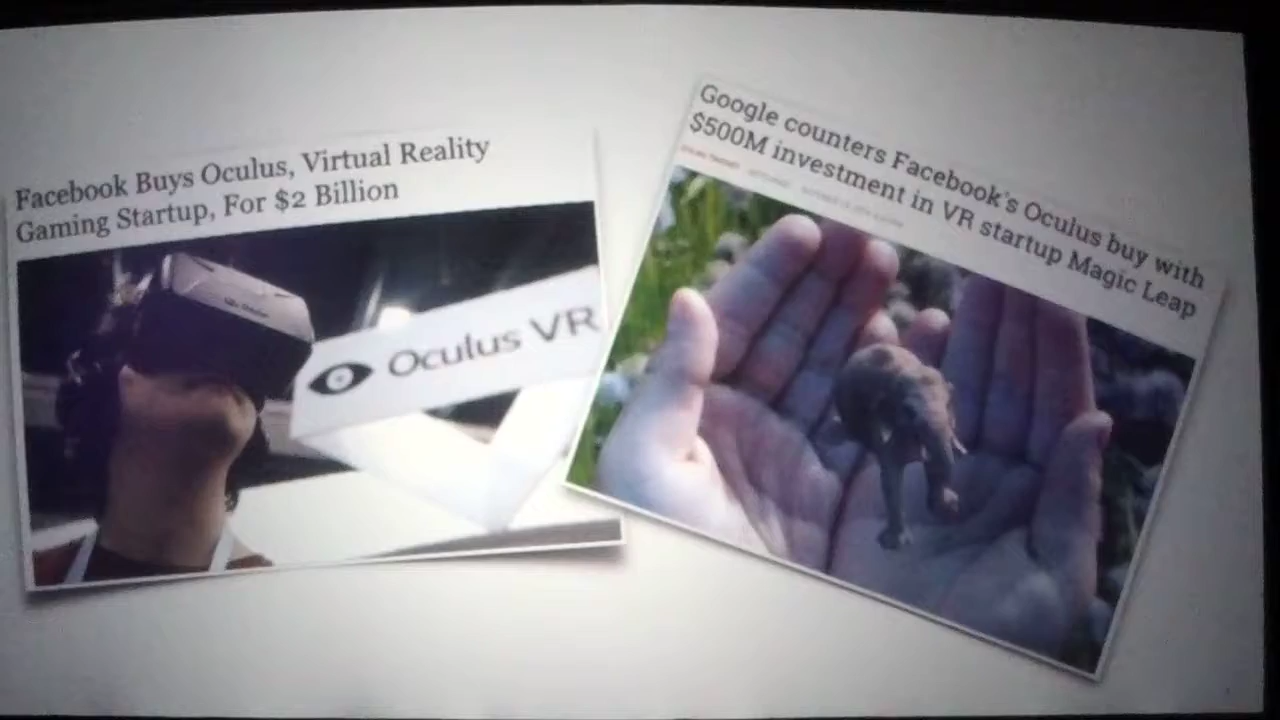 Facebook Buys Oculus, Virtual Reality
Gaming Startup, For $2 Billion
Oculus VR
Google counters Facebook's Oculus buy with
$500M investment in VR startup Magic Leap